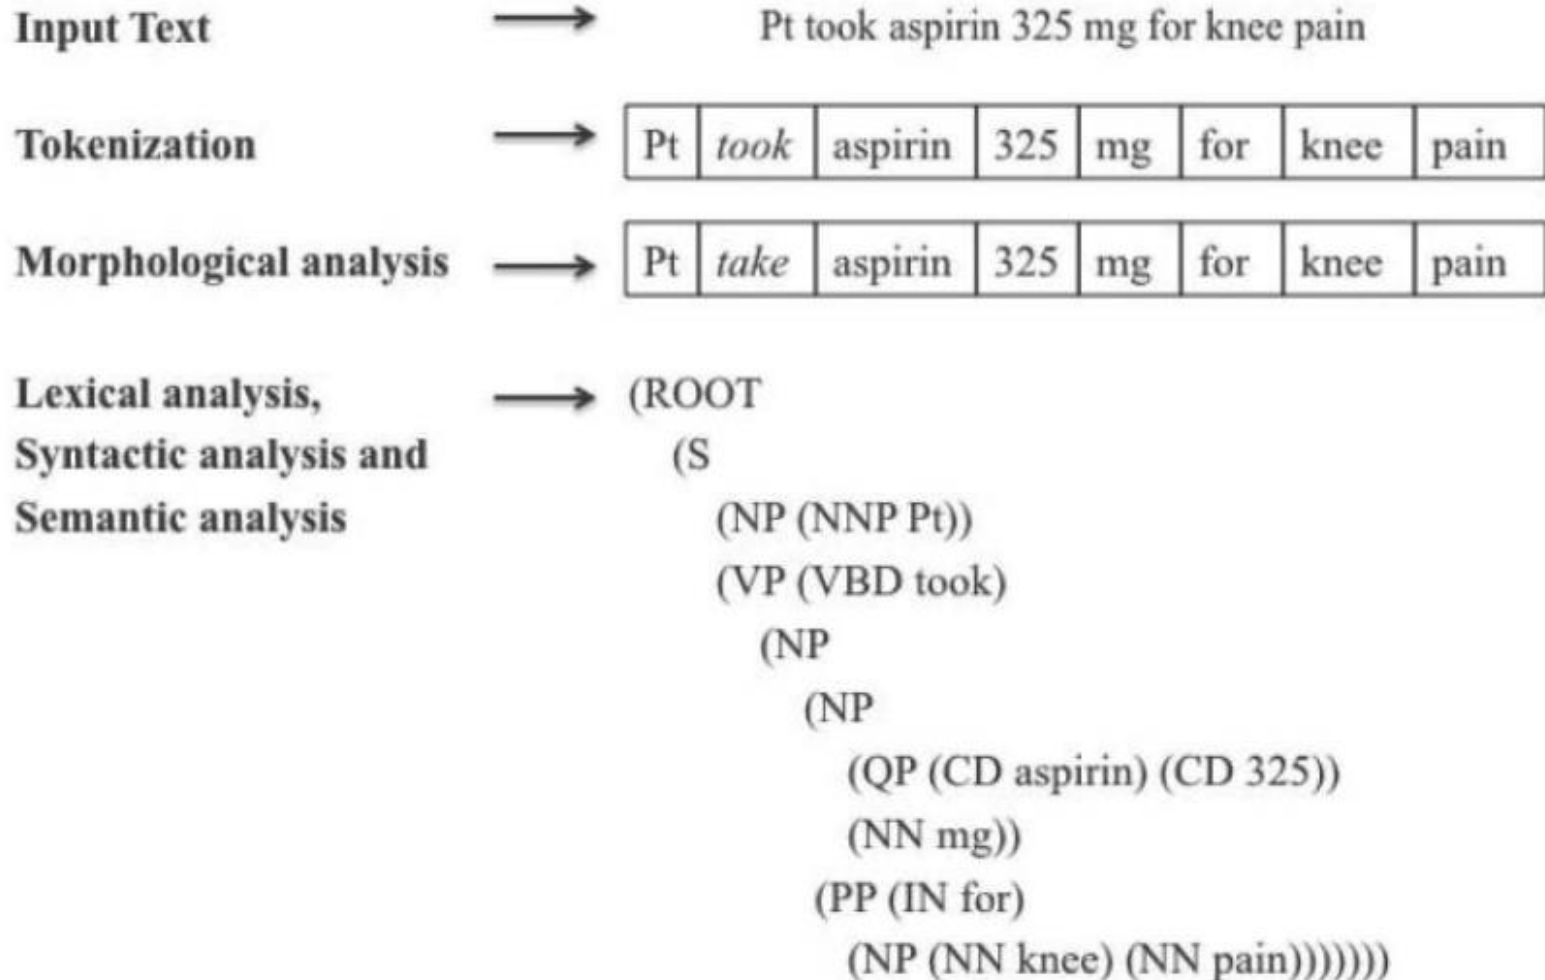 Input Text Pt took aspirin 325 mg for knee pain
Tokenization Pt took aspirin 325 mg for knee pain
Morphological analysis Pt take aspirin 325 mg for knee pain
Lexical analysis, (ROOT
Syntactic analysis and (S
Semantic analysis (NP (NNP Pt))
(VP (VBD took)
(NP
(NP
(QP (CD aspirin) (CD 325))
(NN mg))
(PP (IN for)
(NP (NN knee) (NN pain)))))))